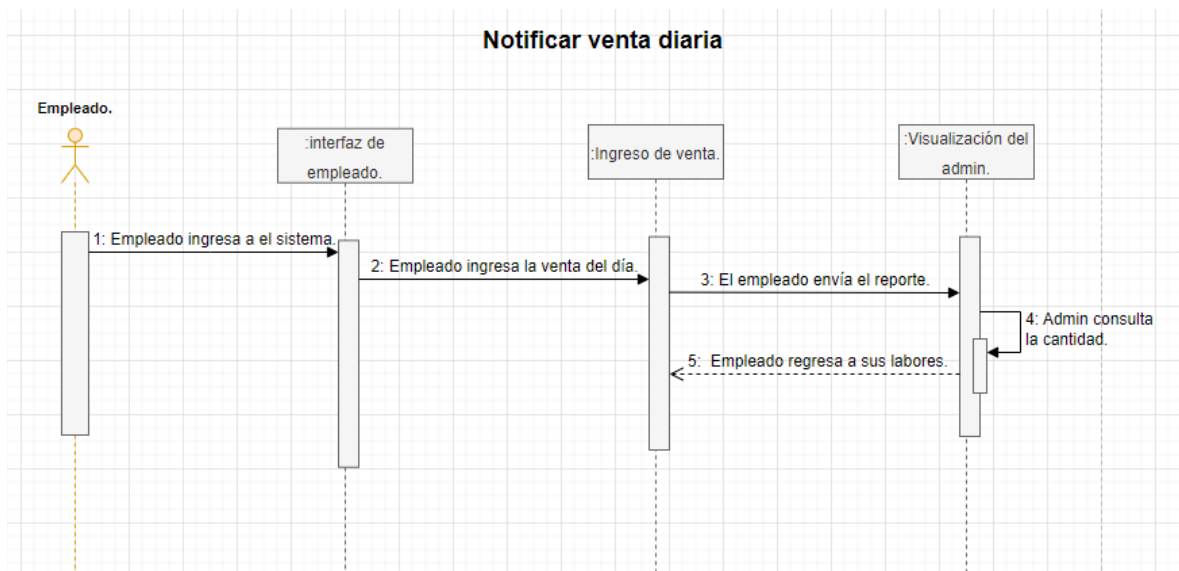 Notificar venta diaria
Empleado.
:interfaz de
empleado.
:Ingreso de venta.
:Visualización del
admin.
1: Empleado ingresa a el sistema.
2: Empleado ingresa la venta del día.
3: El empleado envía el reporte.
4: Admin consulta
la cantidad.
5: Empleado regresa a sus labores.